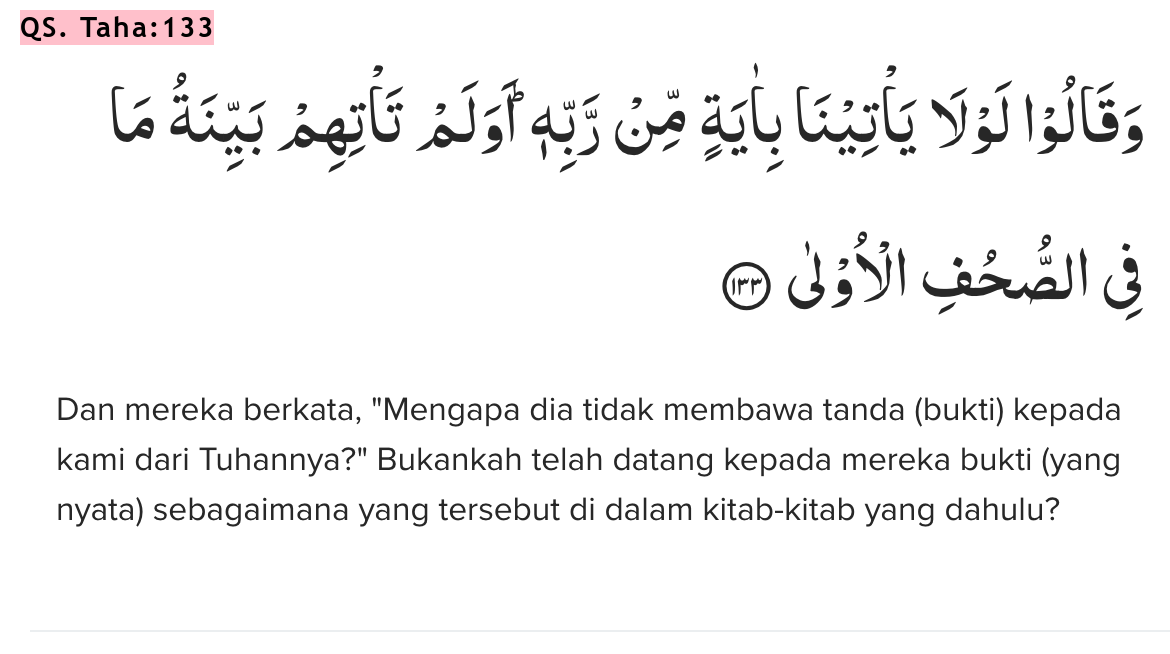 QS. Taha:133
وَقَالُوْا لَوْلَا يَأْتِيْنَا بِاٰيَةٍ مِّنْ رَّبِّهٖۗ اَوَلَمْ تَأْتِهِمْ بَيِّنَةُ مَا
فِى الصُّحُفِ الْاُوْلٰى ١٣٣
Dan mereka berkata, "Mengapa dia tidak membawa tanda (bukti) kepada
kami dari Tuhannya?" Bukankah telah datang kepada mereka bukti (yang
nyata) sebagaimana yang tersebut di dalam kitab-kitab yang dahulu?